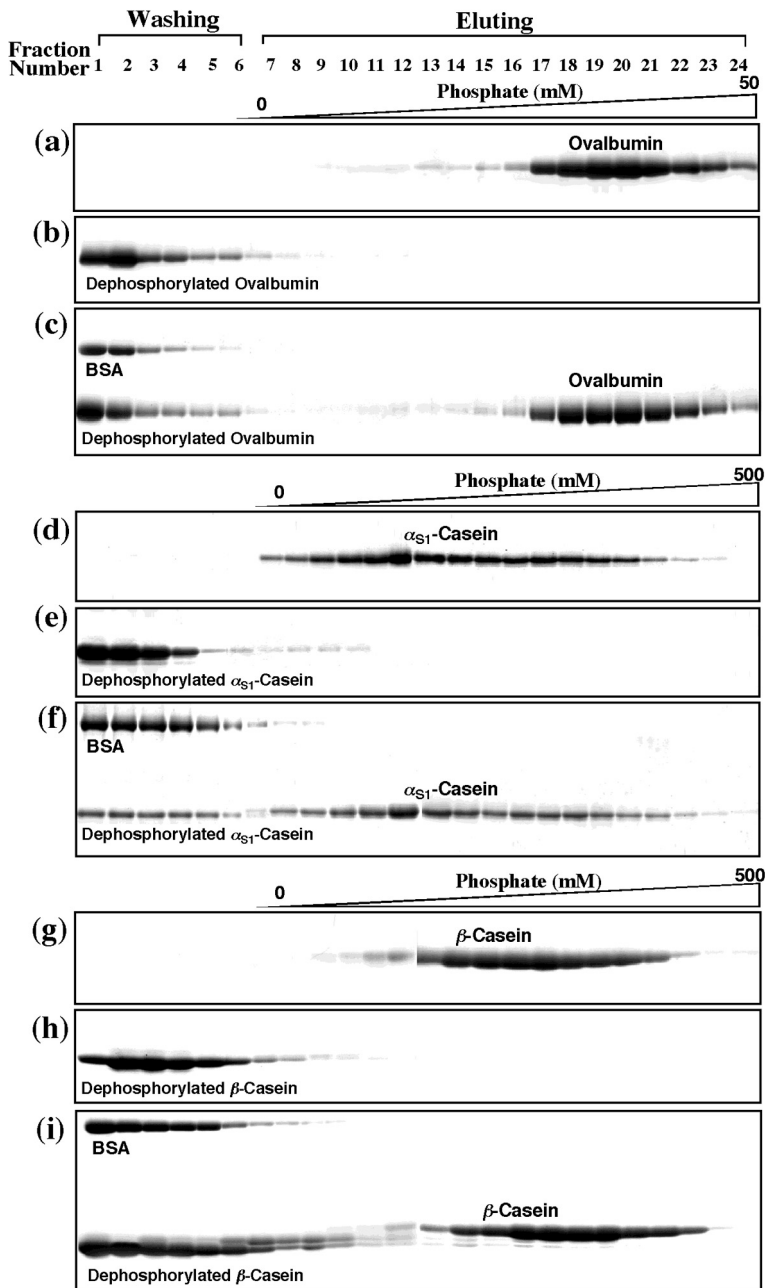 Washing Eluting
Fraction
Number 1 2 3 4 5 6 7 8 9 10 11 12 13 14 15 16 17 18 19 20 21 22 23 24
0 Phosphate (mM) 50
(a) Ovalbumin
(b)
Dephosphorylated Ovalbumin
(c)
BSA
Ovalbumin
Dephosphorylated Ovalbumin
0 Phosphate (mM) 500
(d) αS1-Casein
(e)
Dephosphorylated αS1-Casein
(f)
BSA
αS1-Casein
Dephosphorylated αS1-Casein
0 Phosphate (mM) 500
(g) β-Casein
(h)
Dephosphorylated β-Casein
(i)
BSA
β-Casein
Dephosphorylated β-Casein